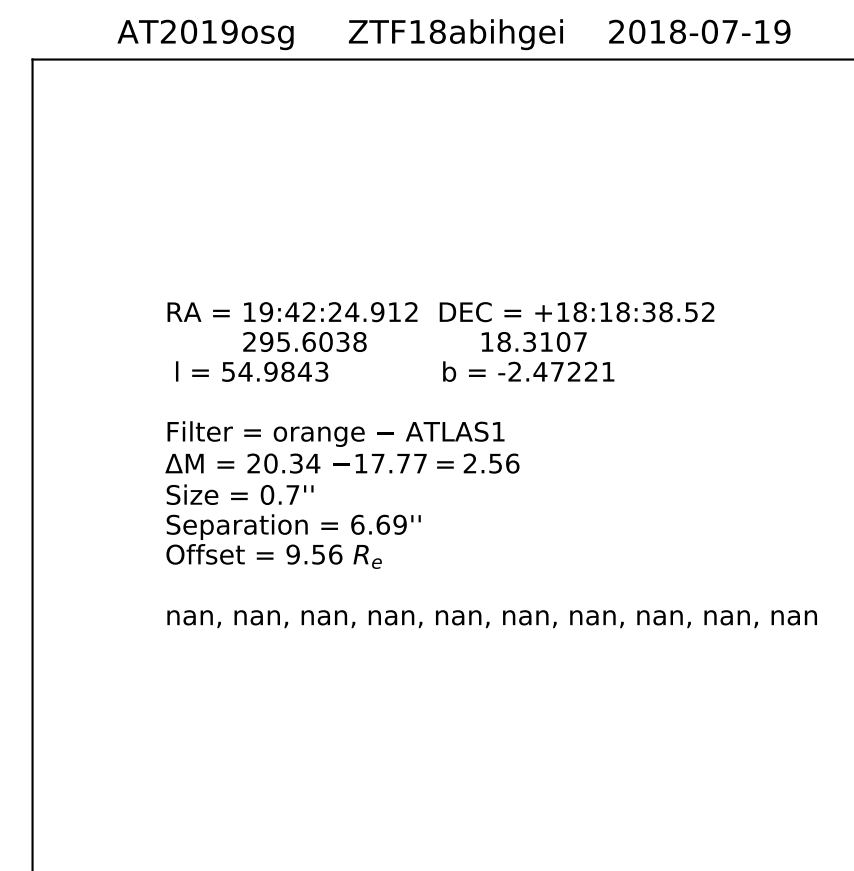 AT2019osg ZTF18abihgei 2018-07-19
RA = 19:42:24.912 DEC = +18:18:38.52
295.6038 18.3107
l = 54.9843 b = -2.47221
Filter = orange − ATLAS1
ΔM = 20.34 −17.77 = 2.56
Size = 0.7''
Separation = 6.69''
Offset = 9.56 Re
nan, nan, nan, nan, nan, nan, nan, nan, nan, nan